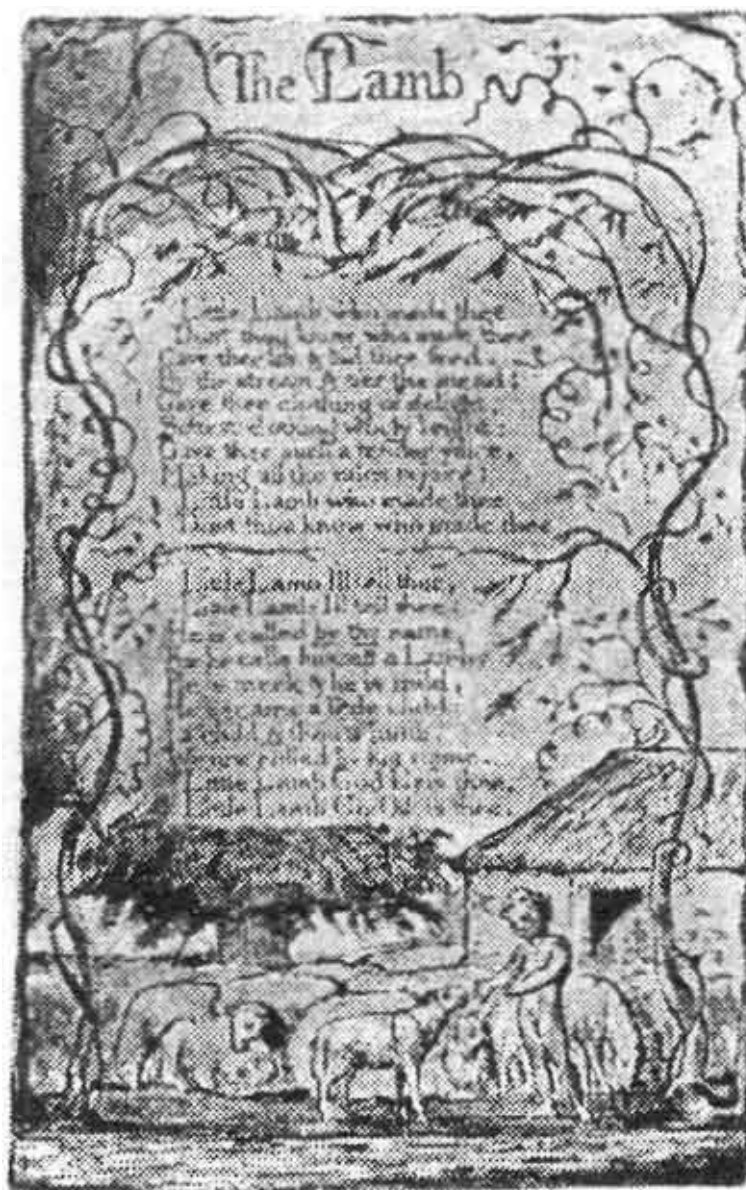 The Lamb
Little Lamb who made thee
Dost thou know who made thee
Gave thee life & bid thee feed.
By the stream & o'er the mead;
Gave thee clothing of delight,
Softest clothing wooly bright;
Gave thee such a tender voice,
Making all the vales rejoice!
Little Lamb who made thee
Dost thou know who made thee
Little Lamb I'll tell thee,
Little Lamb I'll tell thee!
He is called by thy name,
For he calls himself a Lamb:
He is meek & he is mild,
He became a little child:
I a child & thou a lamb,
We are called by his name.
Little Lamb God bless thee,
Little Lamb God bless thee.